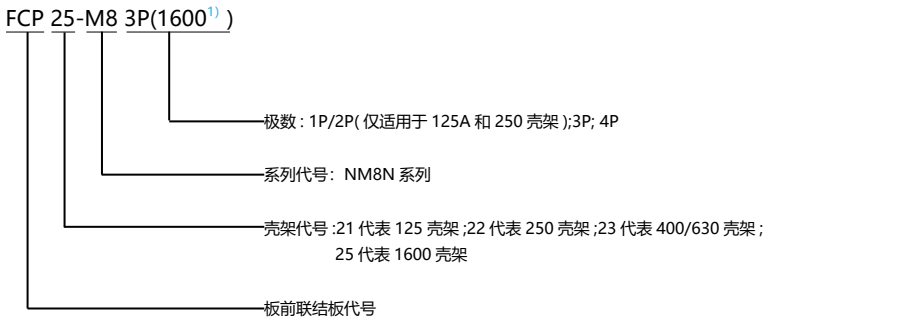 FCP 25-M8 3P(1600¹⁾ )
极数 : 1P/2P( 仅适用于 125A 和 250 壳架 );3P; 4P
系列代号：NM8N 系列
壳架代号 :21 代表 125 壳架 ;22 代表 250 壳架 ;23 代表 400/630 壳架 ;
25 代表 1600 壳架
板前联结板代号